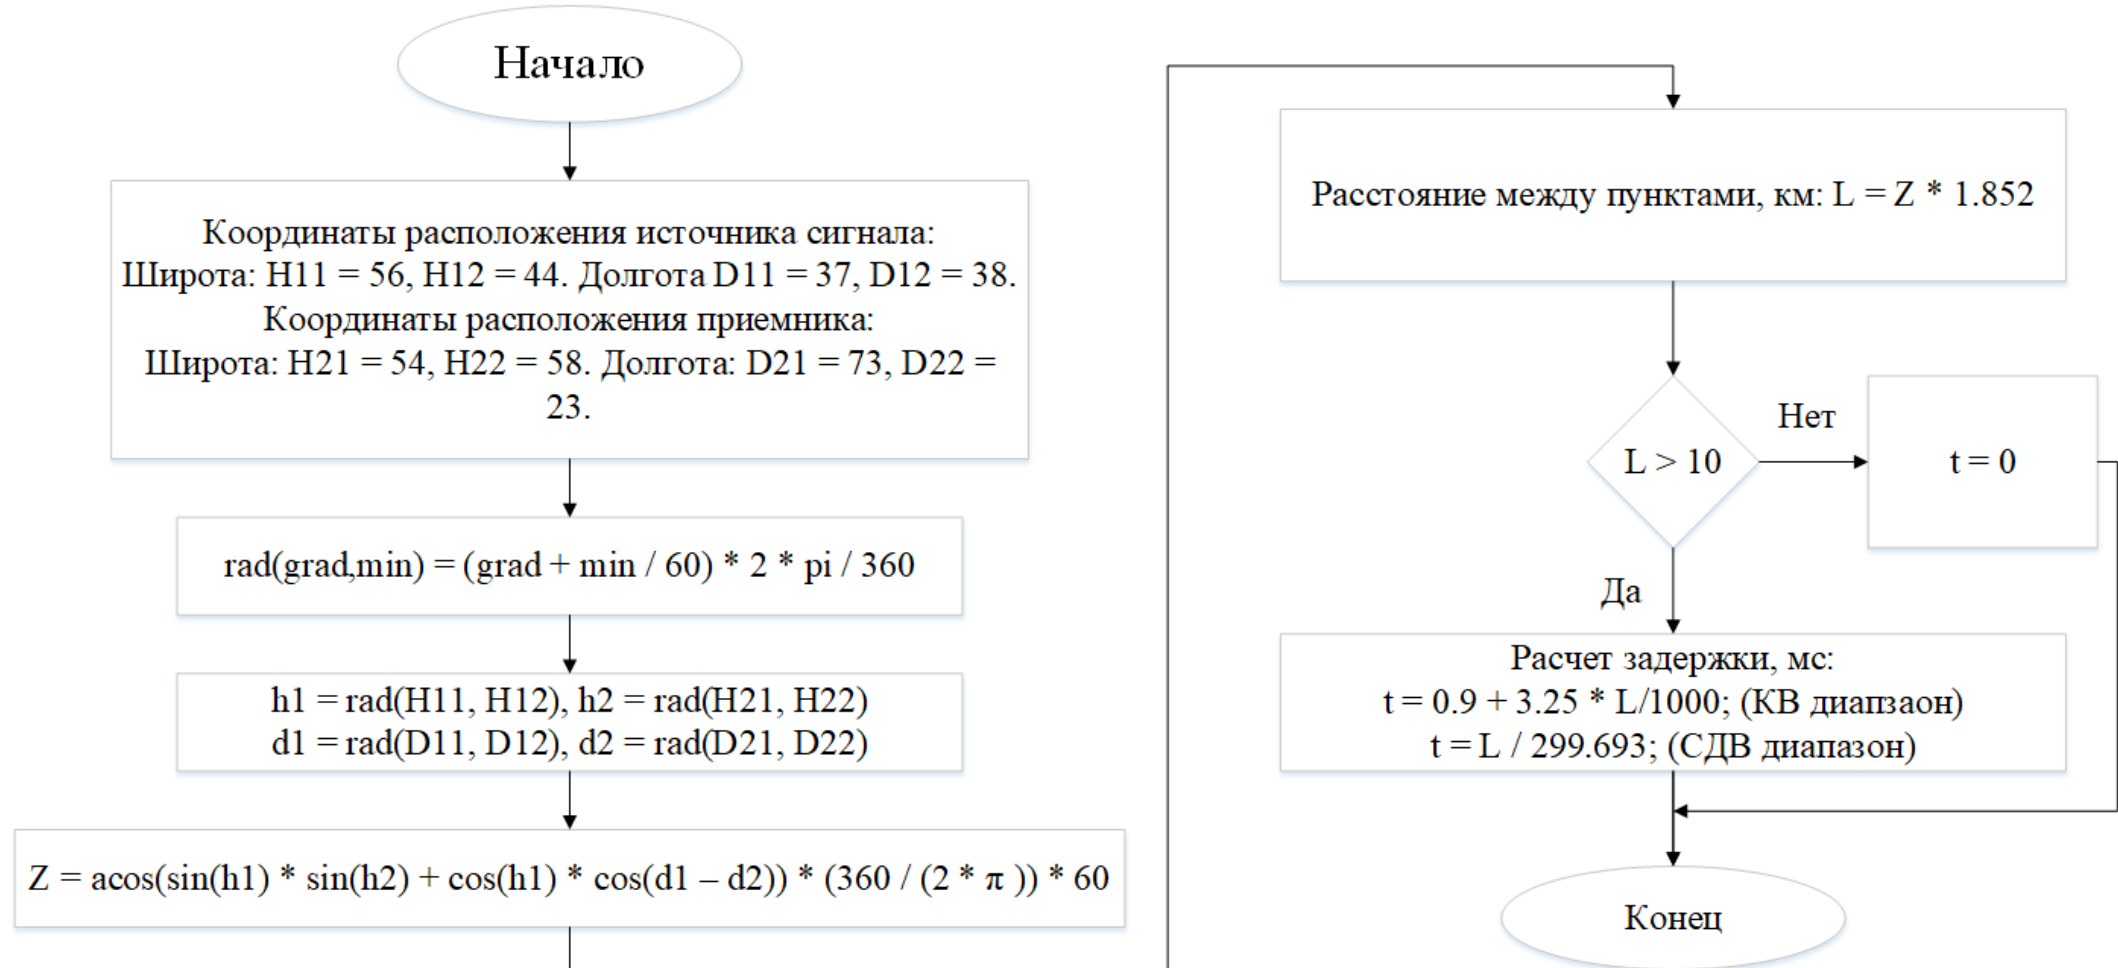 Начало
Координаты расположения источника сигнала:
Широта: H11 = 56, H12 = 44. Долгота D11 = 37, D12 = 38.
Координаты расположения приемника:
Широта: H21 = 54, H22 = 58. Долгота: D21 = 73, D22 =
23.
rad(grad,min) = (grad + min / 60) * 2 * pi / 360
h1 = rad(H11, H12), h2 = rad(H21, H22)
d1 = rad(D11, D12), d2 = rad(D21, D22)
Z = acos(sin(h1) * sin(h2) + cos(h1) * cos(d1 – d2)) * (360 / (2 * π )) * 60
Расстояние между пунктами, км: L = Z * 1.852
L > 10
Нет
t = 0
Да
Расчет задержки, мс:
t = 0.9 + 3.25 * L/1000; (КВ диапзаон)
t = L / 299.693; (СДВ диапазон)
Конец